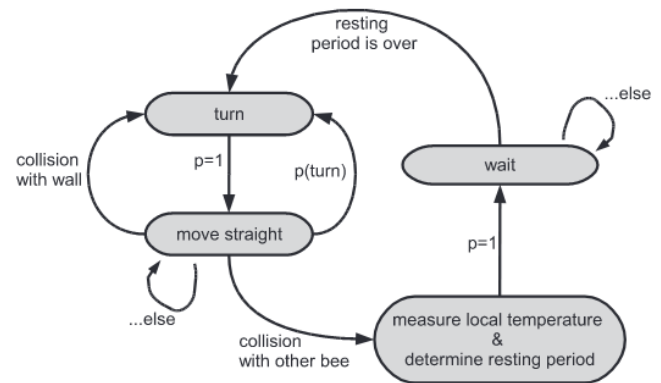 resting
period is over
turn
...else
collision
with wall
p=1
p(turn)
wait
move straight
p=1
...else
collision
with other bee
measure local temperature
&
determine resting period